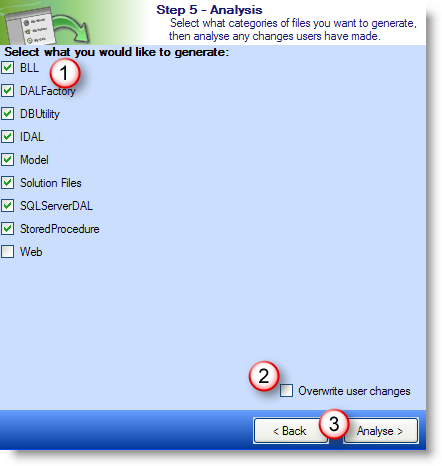 Step 5 - Analysis
Select what categories of files you want to generate,
then analyse any changes users have made.
Select what you would like to generate:
BLL
1
DALFactory
DBUtility
IDAL
Model
Solution Files
SQLServerDAL
StoredProcedure
Web
2
Overwrite user changes
< Back
3
Analyse >